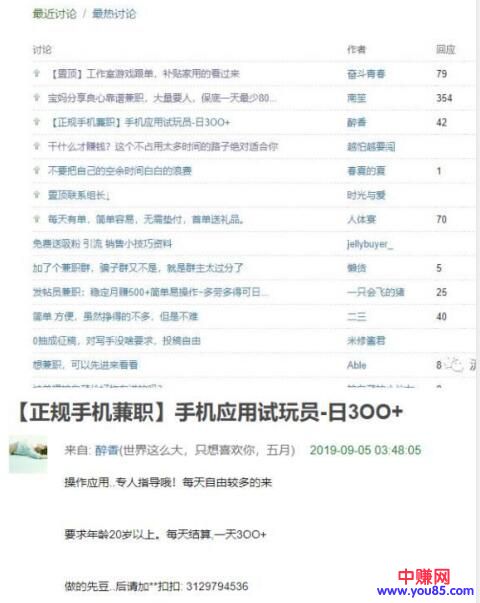 最近讨论 / 最热讨论
讨论 作者 回应
【置顶】工作室游戏跟单,补贴家用的看过来 奋斗青春 79
宝妈分享良心靠谱兼职,大量要人,保底一天最少80... 南笙 354
【正规手机兼职】手机应用试玩员-日3OO+ 醉香 42
干什么才赚钱?这个不占用太多时间的路子绝对适合你 越怕越要闯
不要把自己的空余时间白白的浪费 春夏的夏 1
置顶联系组长↓ 时光与爱
每天有单,简单容易,无需垫付,首单送礼品。 人体宴 70
免费送吸粉 引流 销售小技巧资料 jellybuyer_
加了个兼职群,骗子群又不是,就是群主太过分了 懒货 5
发帖员兼职:稳定月赚500+简单易操作-多劳多得可日... 一只会飞的猪 25
简单 方便,虽然挣得不多,但是不难 二三 40
0抽成征稿,对写手没啥要求,投稿自由 米修酱君
想兼职,可以先进来看看 Able 8
【正规手机兼职】手机应用试玩员-日3OO+
来自: 醉香(世界这么大,只想喜欢你,五月) 2019-09-05 03:48:05
操作应用..专人指导哦!每天自由较多的来
要求年龄20岁以上。每天结算,一天3OO+
做的先豆..后请加**扣扣: 3129794536
中赚网
www.you85.com